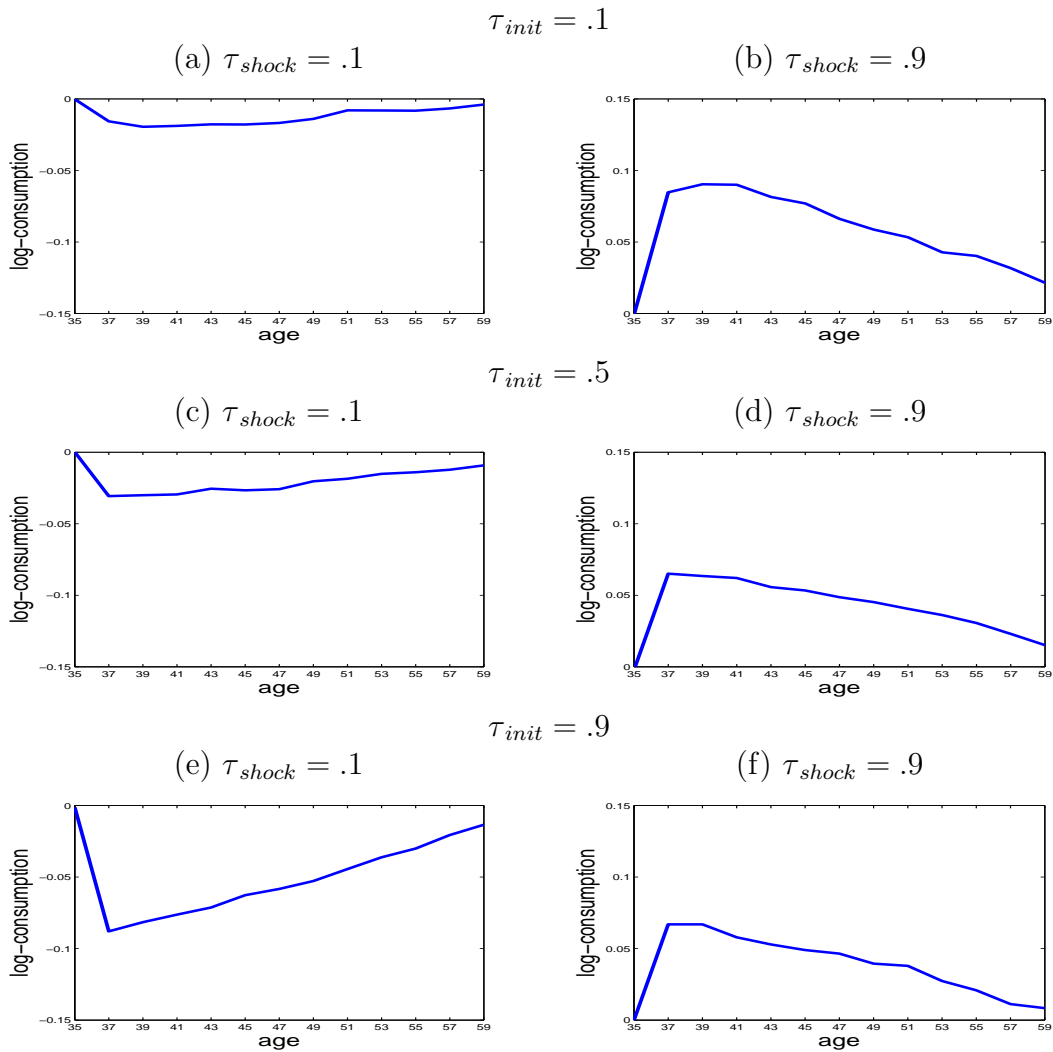 τ_init = .1
(a) τ_shock = .1
(b) τ_shock = .9
0
−0.05
−0.1
−0.15
log−consumption
35 37 39 41 43 45 47 49 51 53 55 57 59
age
0.15
0.1
0.05
0
log−consumption
35 37 39 41 43 45 47 49 51 53 55 57 59
age
τ_init = .5
(c) τ_shock = .1
(d) τ_shock = .9
0
−0.05
−0.1
−0.15
log−consumption
35 37 39 41 43 45 47 49 51 53 55 57 59
age
0.15
0.1
0.05
0
log−consumption
35 37 39 41 43 45 47 49 51 53 55 57 59
age
τ_init = .9
(e) τ_shock = .1
(f) τ_shock = .9
0
−0.05
−0.1
−0.15
log−consumption
35 37 39 41 43 45 47 49 51 53 55 57 59
age
0.15
0.1
0.05
0
log−consumption
35 37 39 41 43 45 47 49 51 53 55 57 59
age